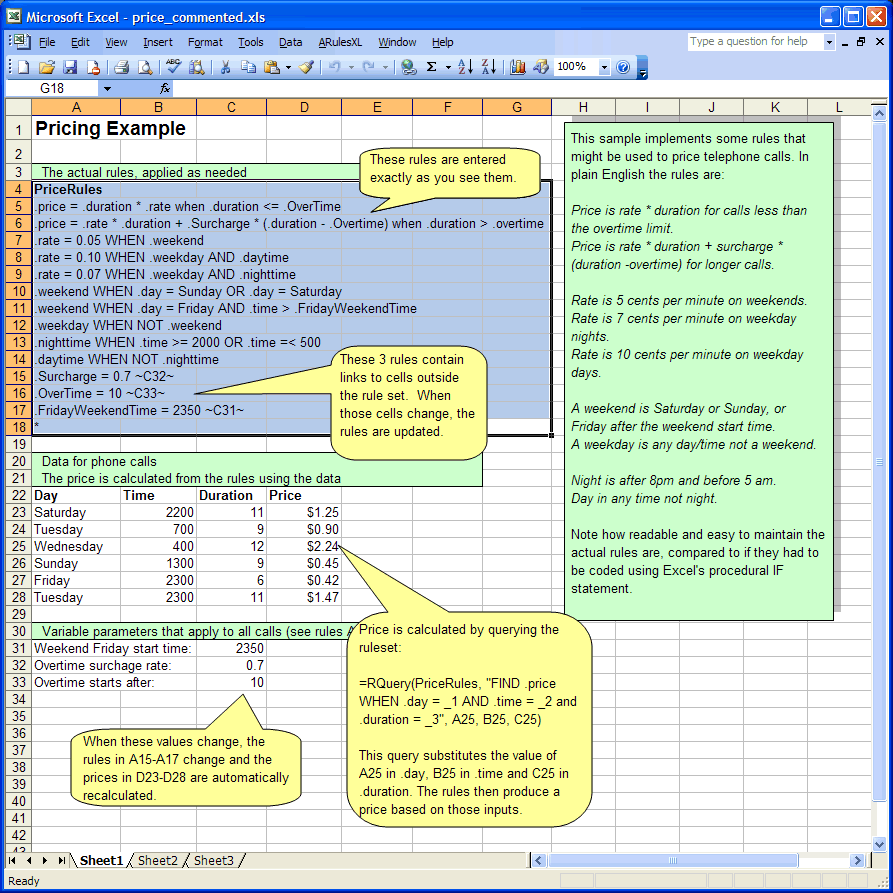 Microsoft Excel - price_commented.xls
File Edit View Insert Format Tools Data ARulesXL Window Help
Type a question for help
ABC
Σ
A Z
Z A
100%
G18
fx
A B C D E F G H I J K L
1 Pricing Example
2
3 The actual rules, applied as needed
4 PriceRules
5 .price = .duration * .rate when .duration <= .OverTime
6 .price = .rate * .duration + .Surcharge * (.duration - .Overtime) when .duration > .overtime
7 .rate = 0.05 WHEN .weekend
8 .rate = 0.10 WHEN .weekday AND .daytime
9 .rate = 0.07 WHEN .weekday AND .nighttime
10 .weekend WHEN .day = Sunday OR .day = Saturday
11 .weekend WHEN .day = Friday AND .time > .FridayWeekendTime
12 .weekday WHEN NOT .weekend
13 .nighttime WHEN .time >= 2000 OR .time =< 500
14 .daytime WHEN NOT .nighttime
15 .Surcharge = 0.7 ~C32~
16 .OverTime = 10 ~C33~
17 .FridayWeekendTime = 2350 ~C31~
18 *
19
20 Data for phone calls
21 The price is calculated from the rules using the data
22 Day Time Duration Price
23 Saturday 2200 11 $1.25
24 Tuesday 700 9 $0.90
25 Wednesday 400 12 $2.24
26 Sunday 1300 9 $0.45
27 Friday 2300 6 $0.42
28 Tuesday 2300 11 $1.47
29
30 Variable parameters that apply to all calls (see rules A
31 Weekend Friday start time: 2350
32 Overtime surchage rate: 0.7
33 Overtime starts after: 10
34
35
36
37
38
39
40
41
42
43
These rules are entered
exactly as you see them.
These 3 rules contain
links to cells outside
the rule set. When
those cells change, the
rules are updated.
Price is calculated by querying the
ruleset:
=RQuery(PriceRules, "FIND .price
WHEN .day = _1 AND .time = _2 and
.duration = _3", A25, B25, C25)
This query substitutes the value of
A25 in .day, B25 in .time and C25 in
.duration. The rules then produce a
price based on those inputs.
When these values change, the
rules in A15-A17 change and the
prices in D23-D28 are automatically
recalculated.
This sample implements some rules that
might be used to price telephone calls. In
plain English the rules are:
Price is rate * duration for calls less than
the overtime limit.
Price is rate * duration + surcharge *
(duration -overtime) for longer calls.
Rate is 5 cents per minute on weekends.
Rate is 7 cents per minute on weekday
nights.
Rate is 10 cents per minute on weekday
days.
A weekend is Saturday or Sunday, or
Friday after the weekend start time.
A weekday is any day/time not a weekend.
Night is after 8pm and before 5 am.
Day in any time not night.
Note how readable and easy to maintain the
actual rules are, compared to if they had to
be coded using Excel's procedural IF
statement.
Sheet1 Sheet2 Sheet3
Ready